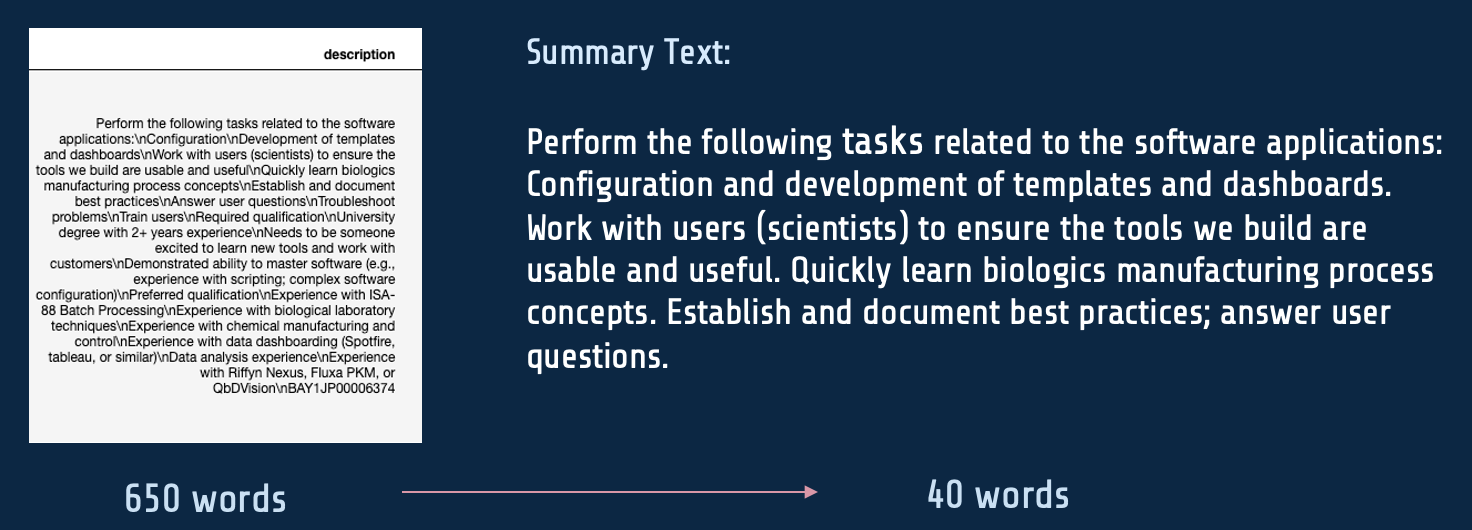 description
Perform the following tasks related to the software
applications:\nConfiguration\nDevelopment of templates
and dashboards\nWork with users (scientists) to ensure the
tools we build are usable and useful\nQuickly learn biologics
manufacturing process concepts\nEstablish and document
best practices\nAnswer user questions\nTroubleshoot
problems\nTrain users\nRequired qualification\nUniversity
degree with 2+ years experience\nNeeds to be someone
excited to learn new tools and work with
customers\nDemonstrated ability to master software (e.g.,
experience with scripting; complex software
configuration)\nPreferred qualification\nExperience with ISA-
88 Batch Processing\nExperience with biological laboratory
techniques\nExperience with chemical manufacturing and
control\nExperience with data dashboarding (Spotfire,
tableau, or similar)\nData analysis experience\nExperience
with Riffyn Nexus, Fluxa PKM, or
QbDVision\nBAY1JP00006374
Summary Text:
Perform the following tasks related to the software applications:
Configuration and development of templates and dashboards.
Work with users (scientists) to ensure the tools we build are
usable and useful. Quickly learn biologics manufacturing process
concepts. Establish and document best practices; answer user
questions.
650 words
40 words